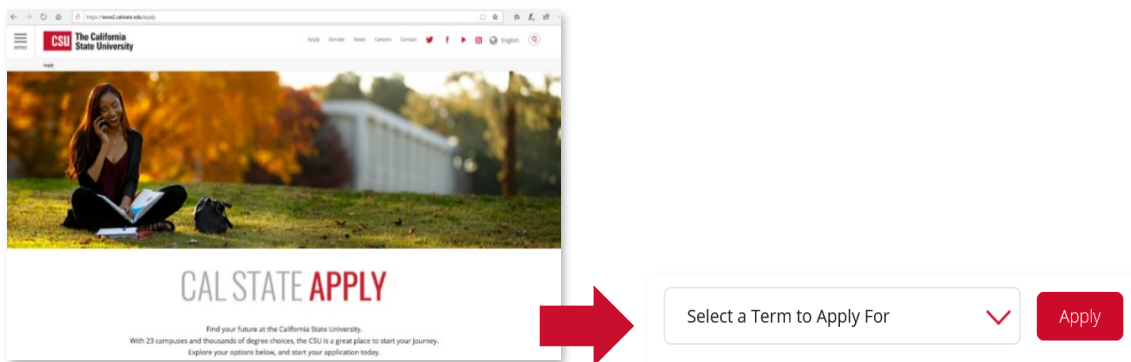 https://www2.calstate.edu/apply
MENU
CSU The California
State University
Apply Donate News Careers Contact English
Apply
CAL STATE APPLY
Find your future at the California State University.
With 23 campuses and thousands of degree choices, the CSU is a great place to start your journey.
Explore your options below, and start your application today.
Select a Term to Apply For
Apply